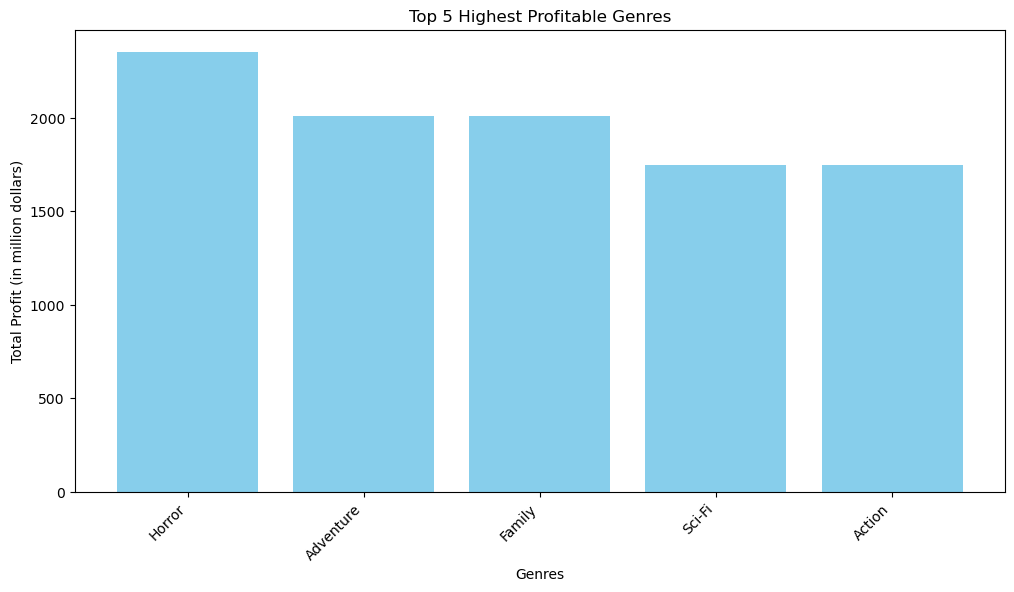 Top 5 Highest Profitable Genres
Total Profit (in million dollars)
2000
1500
1000
500
0
Horror
Adventure
Family
Sci-Fi
Action
Genres